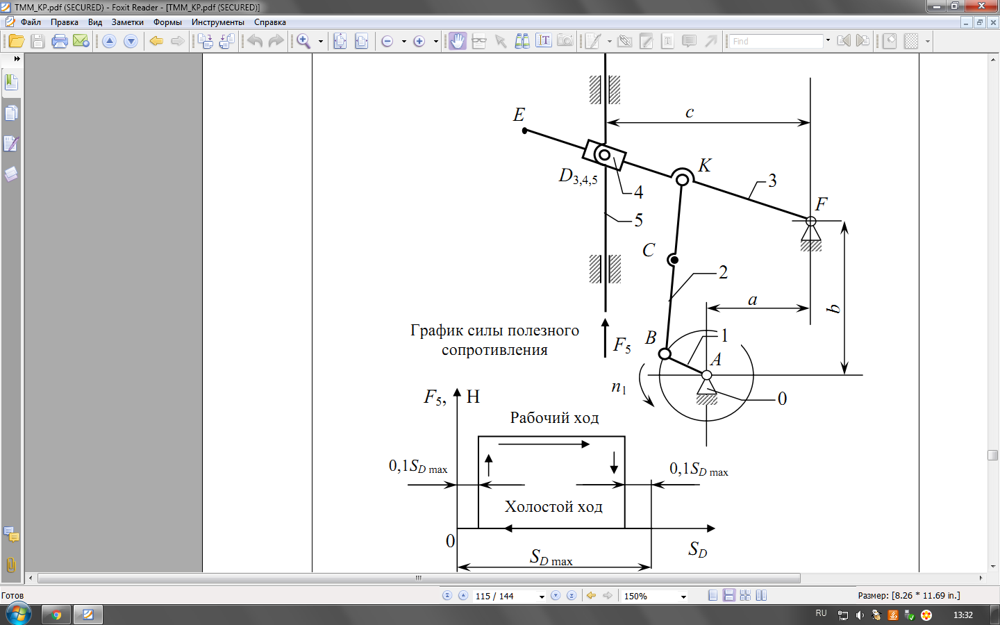 TMM_KP.pdf (SECURED) - Foxit Reader - [TMM_KP.pdf (SECURED)]
Файл Правка Вид Заметки Формы Инструменты Справка
Find
E
c
K
D3,4,5
4
3
F
5
C
2
a
b
График силы полезного
сопротивления
F5
B
1
A
n1
0
F5, Н
Рабочий ход
0,1SD max
0,1SD max
Холостой ход
0
SD max
SD
Готово
115 / 144
150%
Размер: [8.26 * 11.69 in.]
RU
13:32